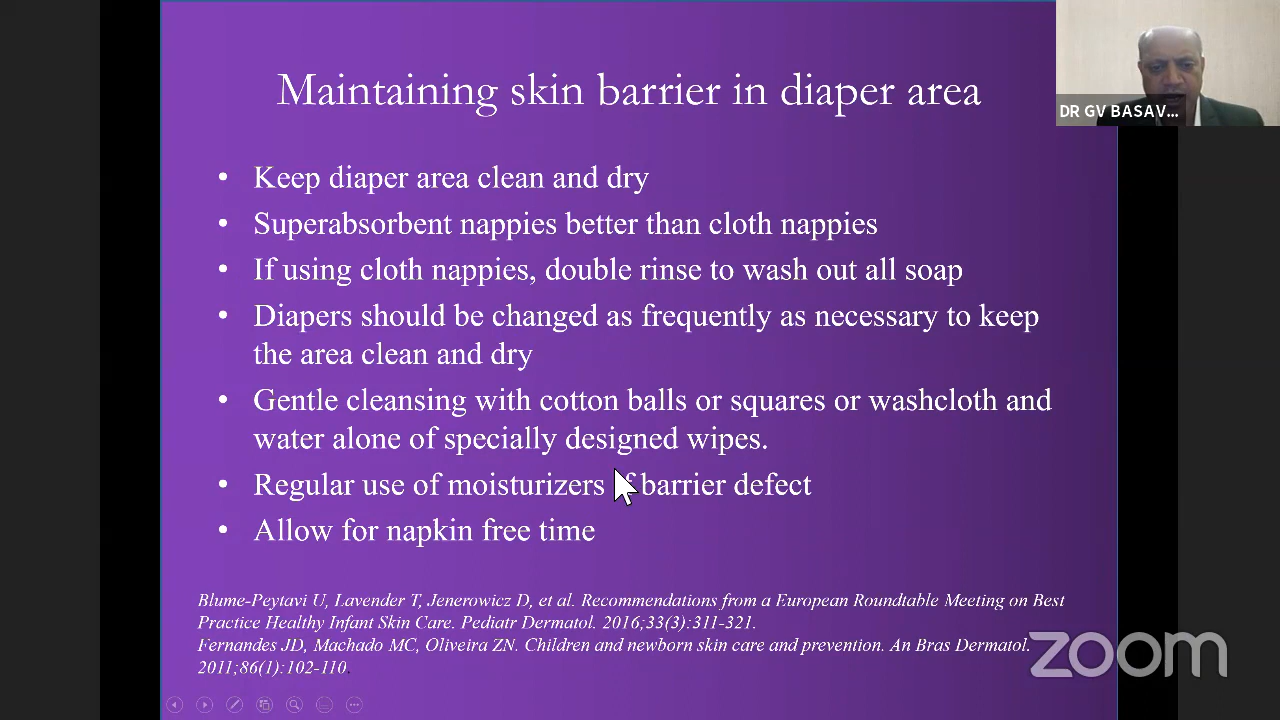 Maintaining skin barrier in diaper area
DR GV BASAV...
• Keep diaper area clean and dry
• Superabsorbent nappies better than cloth nappies
• If using cloth nappies, double rinse to wash out all soap
• Diapers should be changed as frequently as necessary to keep
the area clean and dry
• Gentle cleansing with cotton balls or squares or washcloth and
water alone of specially designed wipes.
• Regular use of moisturizers if barrier defect
• Allow for napkin free time
Blume-Peytavi U, Lavender T, Jenerowicz D, et al. Recommendations from a European Roundtable Meeting on Best
Practice Healthy Infant Skin Care. Pediatr Dermatol. 2016;33(3):311-321.
Fernandes JD, Machado MC, Oliveira ZN. Children and newborn skin care and prevention. An Bras Dermatol.
2011;86(1):102-110.
zoom